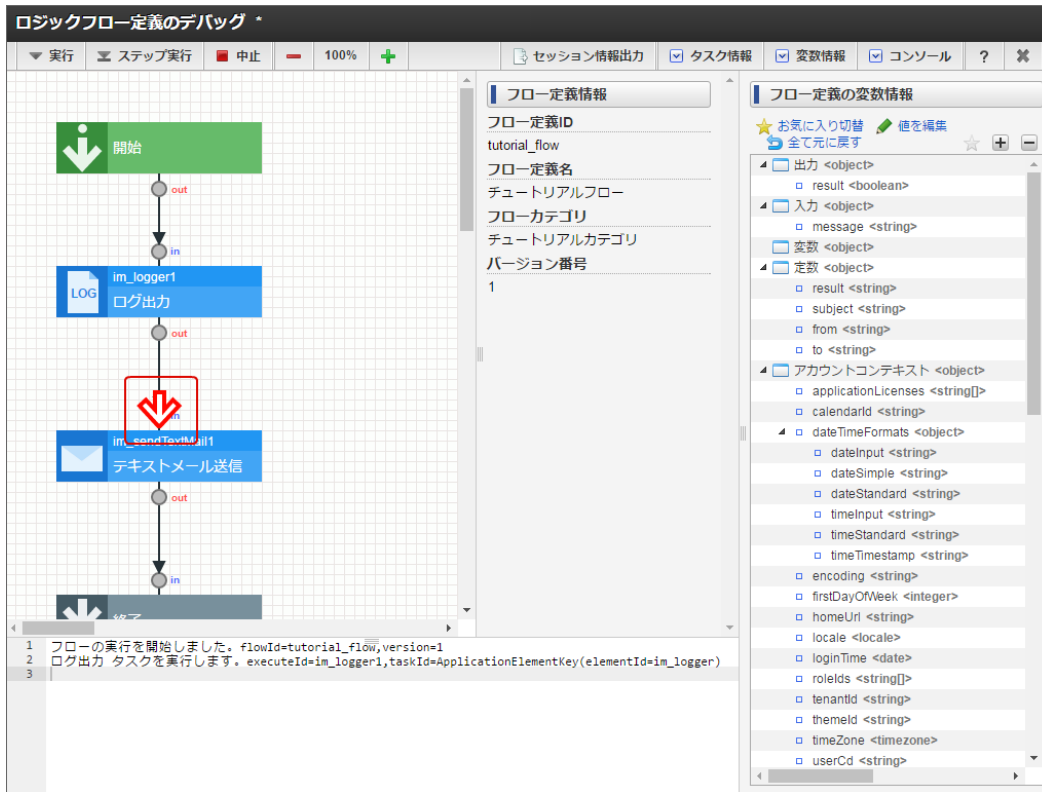 ロジックフロー定義のデバッグ *
実行 ステップ実行 中止 100% セッション情報出力 タスク情報 変数情報 コンソール ?
開始
out
in
im_logger1
LOG
ログ出力
out
in
im_sendTextMail1
テキストメール送信
out
in
終了
フロー定義情報
フロー定義ID
tutorial_flow
フロー定義名
チュートリアルフロー
フローカテゴリ
チュートリアルカテゴリ
バージョン番号
1
フロー定義の変数情報
お気に入り切替 値を編集
全て元に戻す
出力 <object>
result <boolean>
入力 <object>
message <string>
変数 <object>
定数 <object>
result <string>
subject <string>
from <string>
to <string>
アカウントコンテキスト <object>
applicationLicenses <string[]>
calendarId <string>
dateTimeFormats <object>
dateInput <string>
dateSimple <string>
dateStandard <string>
timeInput <string>
timeStandard <string>
timeTimestamp <string>
encoding <string>
firstDayOfWeek <integer>
homeUrl <string>
locale <locale>
loginTime <date>
roleIds <string[]>
tenantId <string>
themeId <string>
timeZone <timezone>
userCd <string>
1 フローの実行を開始しました。flowId=tutorial_flow,version=1
2 ログ出力 タスクを実行します。executeId=im_logger1,taskId=ApplicationElementKey(elementId=im_logger)
3